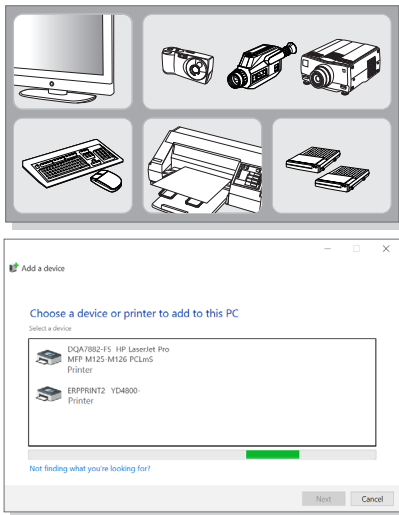 Add a device
Choose a device or printer to add to this PC
Select a device
DQA7882-FS HP LaserJet Pro
MFP M125-M126 PCLmS
Printer
ERPPRINT2 YD4800-
Printer
Not finding what you're looking for?
Next Cancel